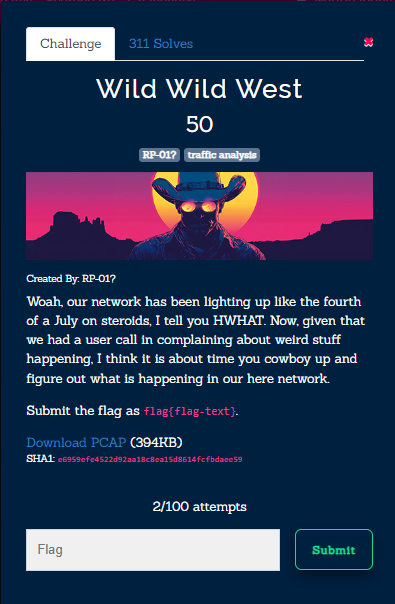 Challenge
311 Solves
Wild Wild West
50
RP-01? traffic analysis
Created By: RP-01?
Woah, our network has been lighting up like the fourth
of a July on steroids, I tell you HWHAT. Now, given that
we had a user call in complaining about weird stuff
happening, I think it is about time you cowboy up and
figure out what is happening in our here network.
Submit the flag as flag{flag-text}.
Download PCAP (394KB)
SHA1: e6959efe4522d92aa18c8ea15d8614fcfbdaee59
2/100 attempts
Flag
Submit